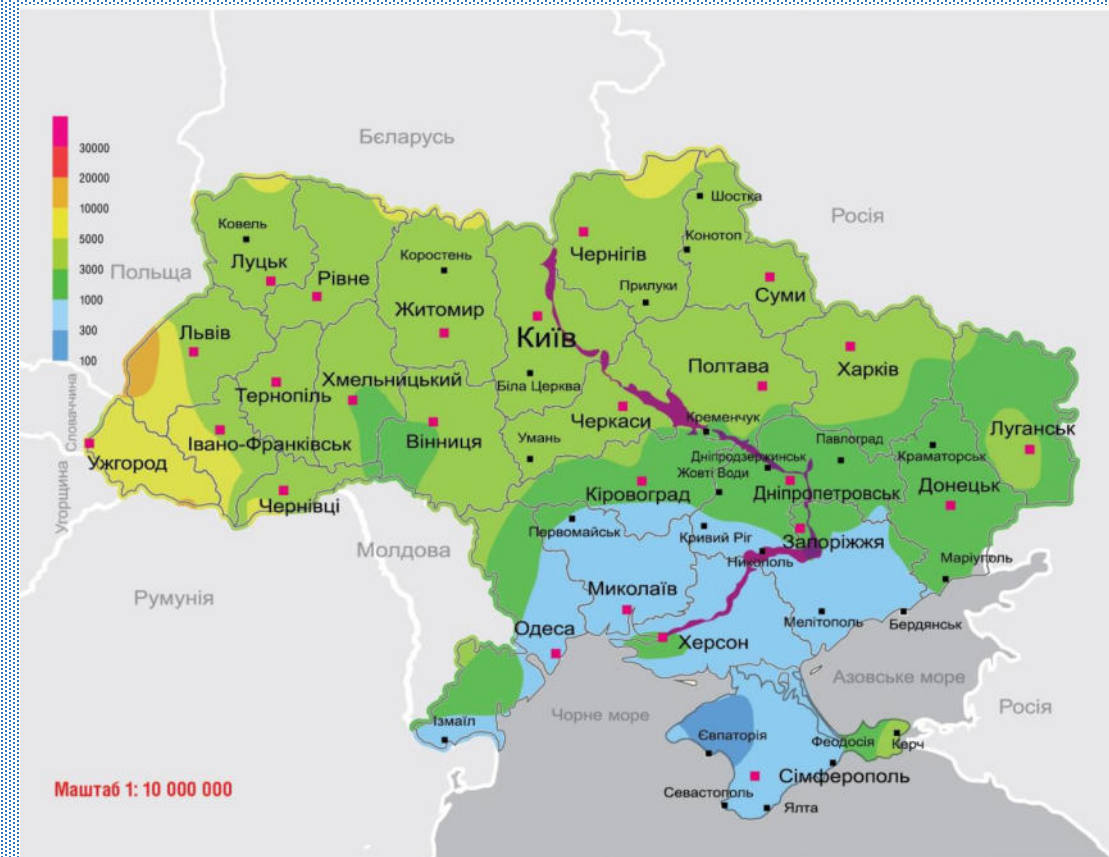 Бєларусь
30000
20000
10000
5000
3000
1000
300
100
Шостка
Росія
Ковель
Конотоп
Польща
Луцьк
Рівне
Коростень
Чернігів
Прилуки
Суми
Житомир
Львів
Київ
Полтава
Харків
Словаччина
Тернопіль
Хмельницький
Біла Церква
Черкаси
Кременчук
Луганськ
Івано-Франківськ
Вінниця
Умань
Павлоград
Краматорськ
Ужгород
Угорщина
Дніпродзержинськ
Жовті Води
Чернівці
Кіровоград
Дніпропетровськ
Донецьк
Молдова
Первомайськ
Кривий Ріг
Запоріжжя
Никополь
Маріуполь
Румунія
Миколаїв
Мелітополь
Бердянськ
Одеса
Херсон
Азовське море
Росія
Чорне море
Ізмаїл
Євпаторія
Феодосія
Керч
Сімферополь
Маштаб 1: 10 000 000
Севастополь
Ялта